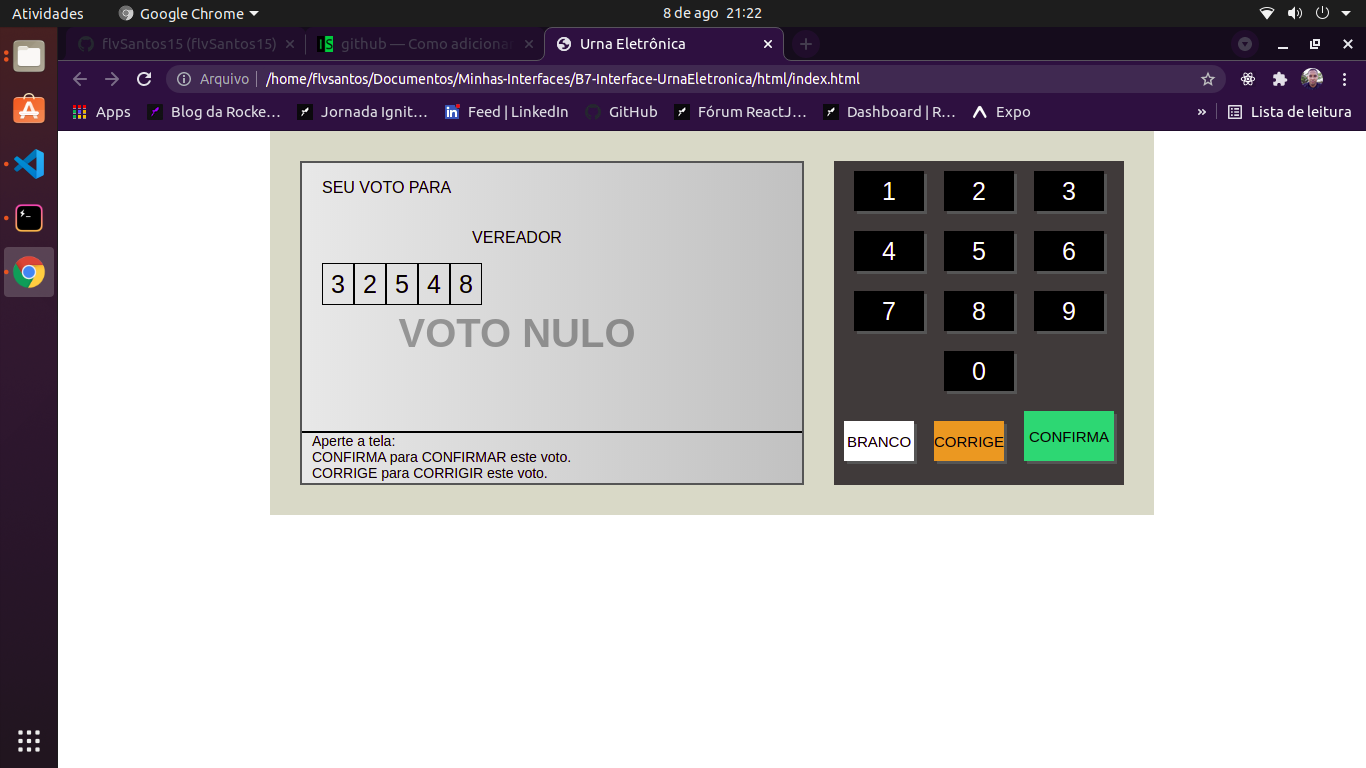 Atividades
Google Chrome
8 de ago 21:22
flvSantos15 (flvSantos15)
github — Como adiciona
Urna Eletrônica
Arquivo
/home/flvsantos/Documentos/Minhas-Interfaces/B7-Interface-UrnaEletronica/html/index.html
Apps
Blog da Rocke…
Jornada Ignit…
Feed | LinkedIn
GitHub
Fórum ReactJ…
Dashboard | R…
Expo
»
Lista de leitura
SEU VOTO PARA
VEREADOR
3 2 5 4 8
VOTO NULO
Aperte a tela:
CONFIRMA para CONFIRMAR este voto.
CORRIGE para CORRIGIR este voto.
1 2 3
4 5 6
7 8 9
0
BRANCO CORRIGE CONFIRMA